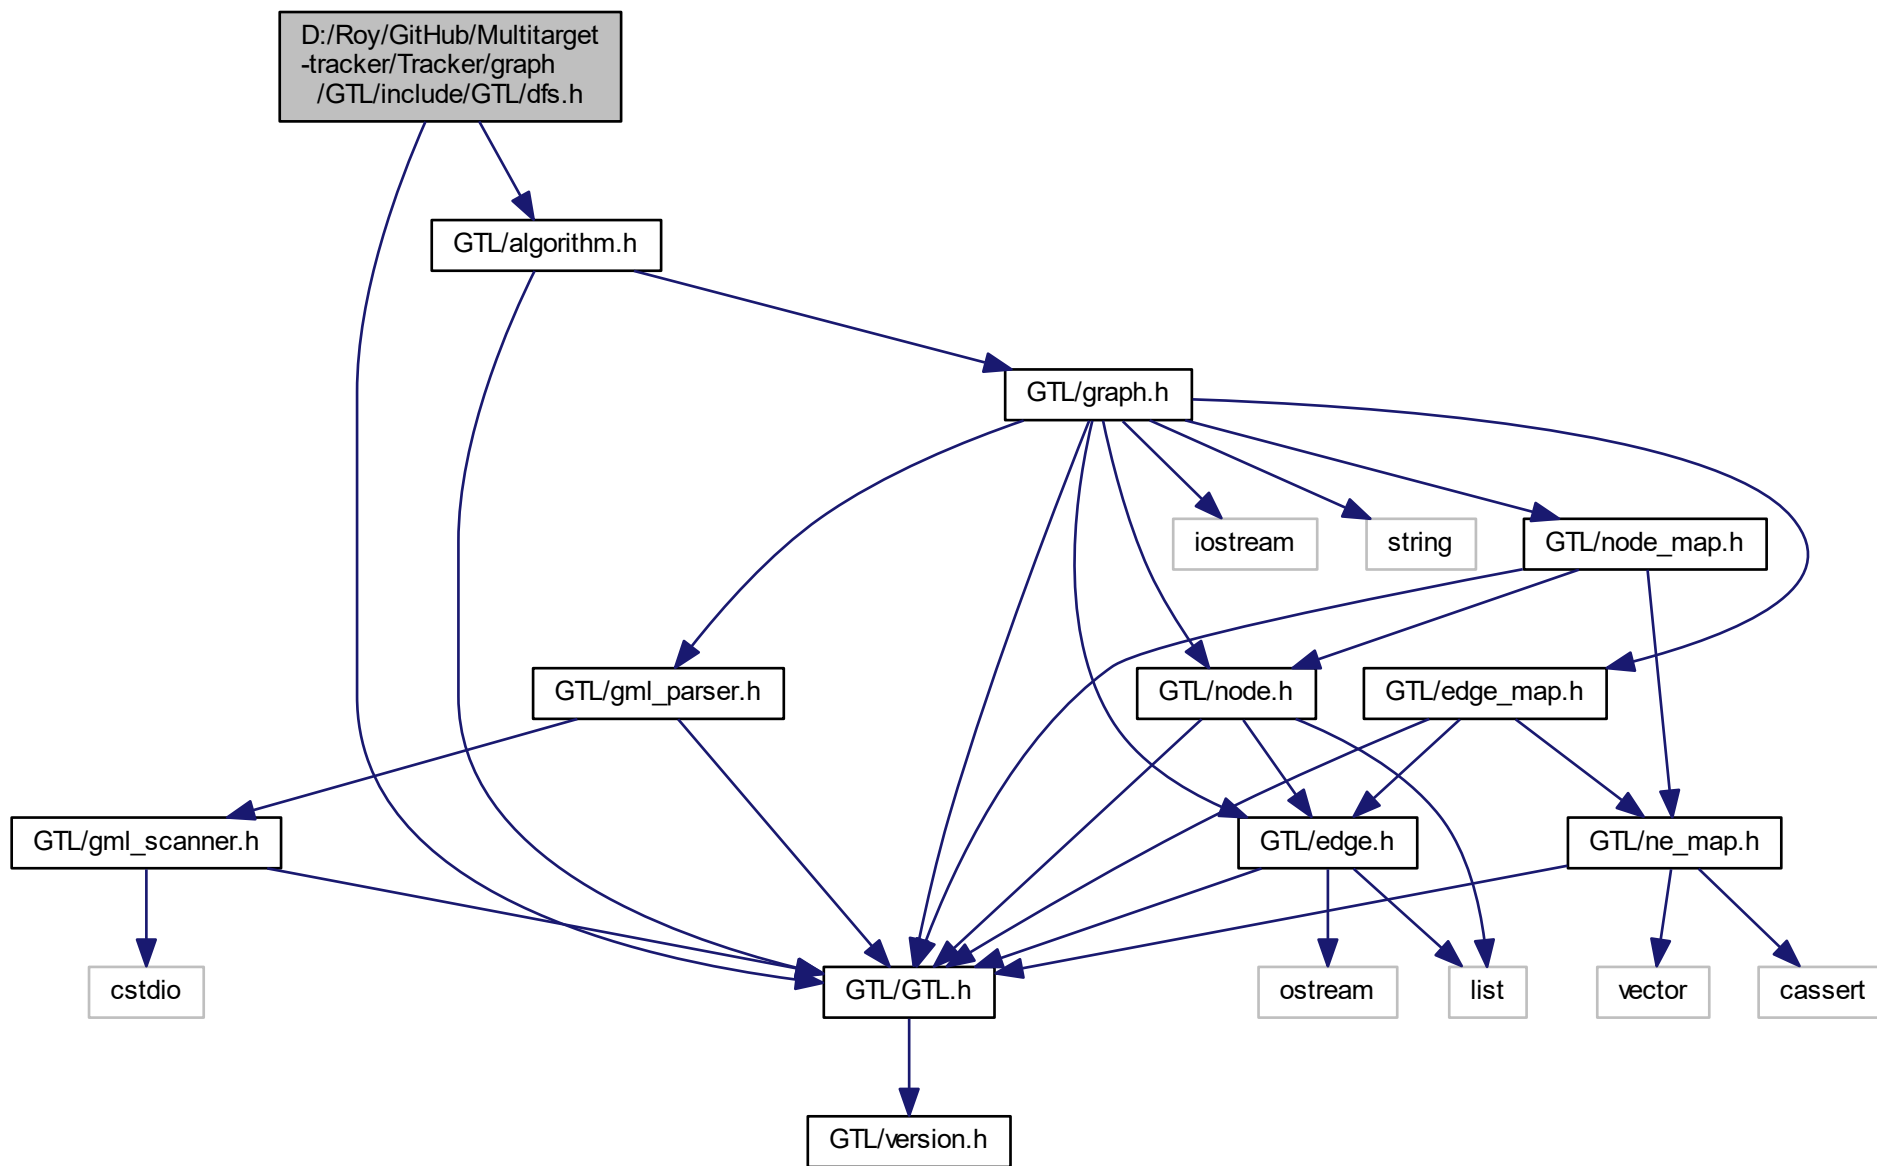 D:/Roy/GitHub/Multitarget
-tracker/Tracker/graph
/GTL/include/GTL/dfs.h
GTL/algorithm.h
GTL/graph.h
iostream
string
GTL/node_map.h
GTL/gml_parser.h
GTL/node.h
GTL/edge_map.h
GTL/gml_scanner.h
GTL/edge.h
GTL/ne_map.h
cstdio
GTL/GTL.h
ostream
list
vector
cassert
GTL/version.h